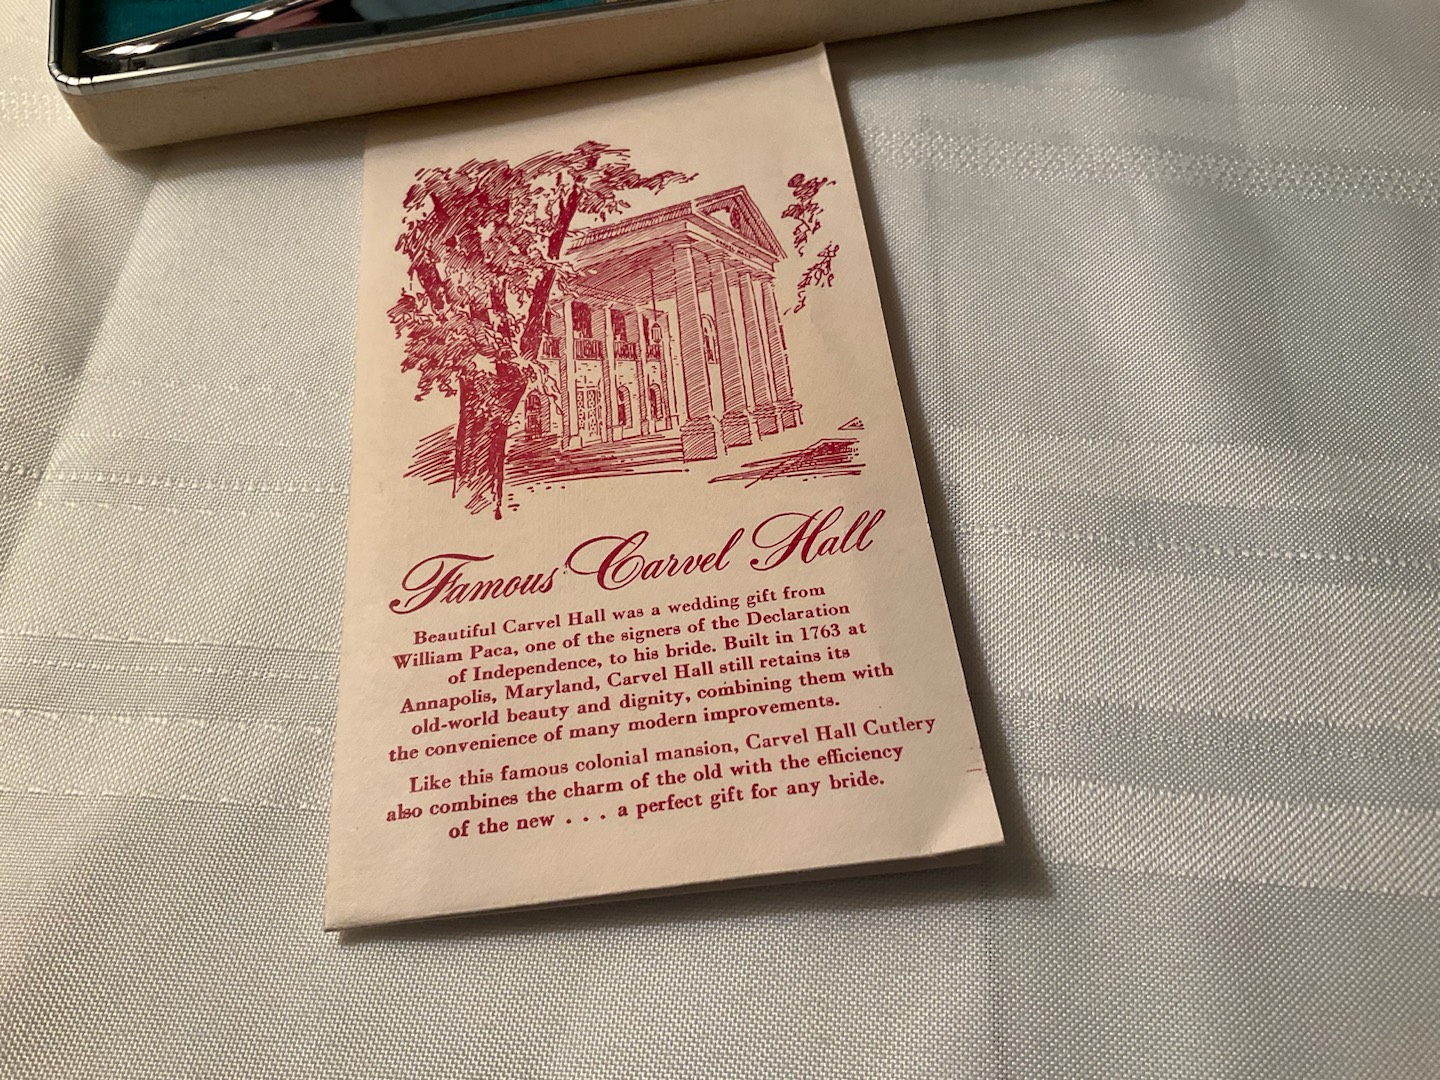 Famous Carvel Hall
Beautiful Carvel Hall was a wedding gift from
William Paca, one of the signers of the Declaration
of Independence, to his bride. Built in 1763 at
Annapolis, Maryland, Carvel Hall still retains its
old-world beauty and dignity, combining them with
the convenience of many modern improvements.
Like this famous colonial mansion, Carvel Hall Cutlery
also combines the charm of the old with the efficiency
of the new . . . a perfect gift for any bride.